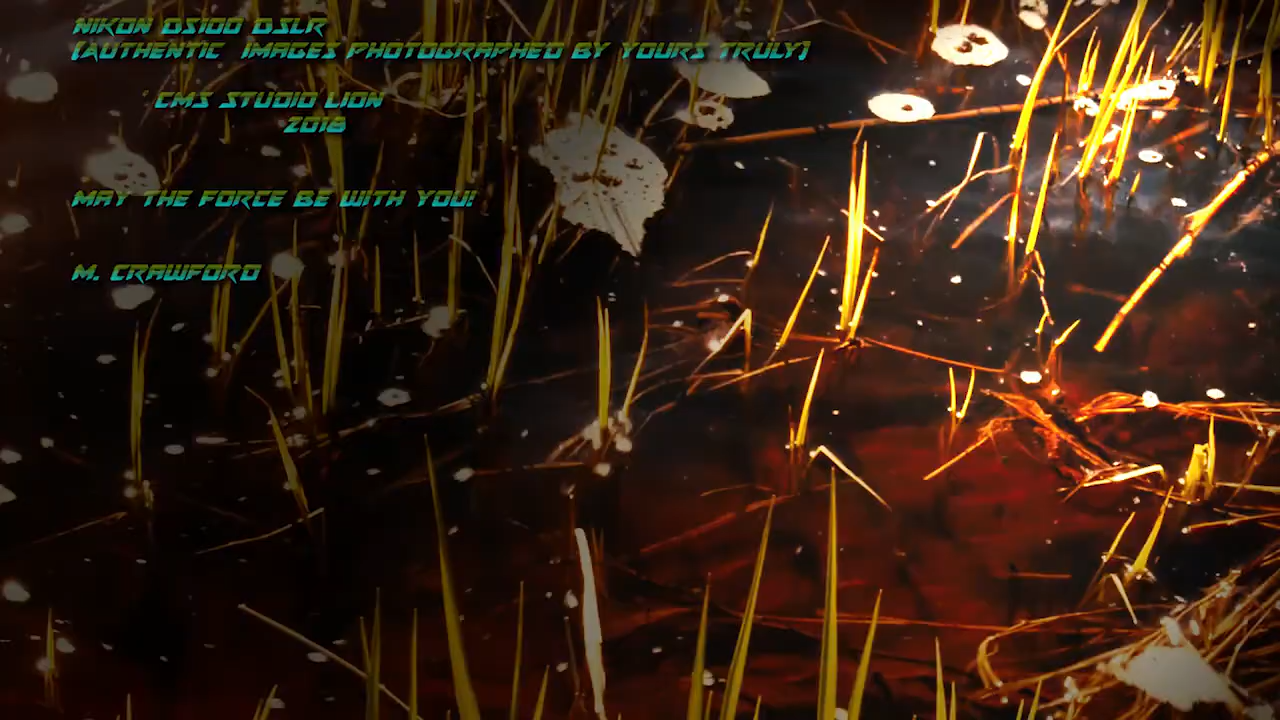 NIKON D5100 DSLR
[AUTHENTIC IMAGES PHOTOGRAPHED BY YOURS TRULY]
' CMS STUDIO LION
2018
MAY THE FORCE BE WITH YOU!
M. CRAWFORD